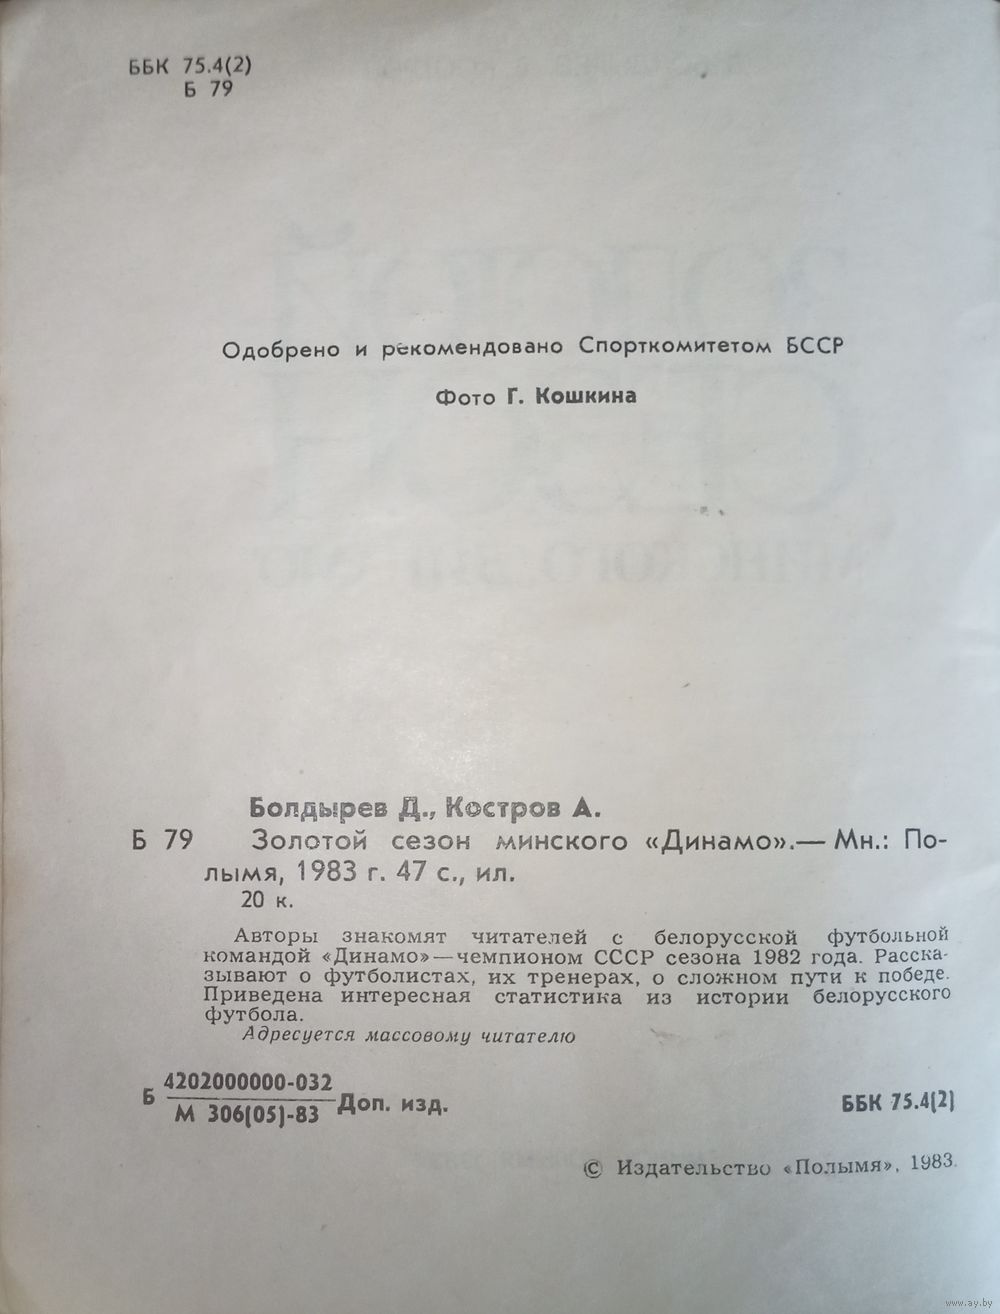 ББК 75.4(2)
Б 79
Одобрено и рекомендовано Спорткомитетом БССР
Фото Г. Кошкина
Болдырев Д., Костров А.
Б 79 Золотой сезон минского «Динамо».— Мн.: По-
лымя, 1983 г. 47 с., ил.
20 к.
Авторы знакомят читателей с белорусской футбольной
командой «Динамо» — чемпионом СССР сезона 1982 года. Расска-
зывают о футболистах, их тренерах, о сложном пути к победе.
Приведена интересная статистика из истории белорусского
футбола.
Адресуется массовому читателю
Б 4202000000-032
М 306(05)-83 Доп. изд.
ББК 75.4(2)
© Издательство «Полымя», 1983.
www.ay.by